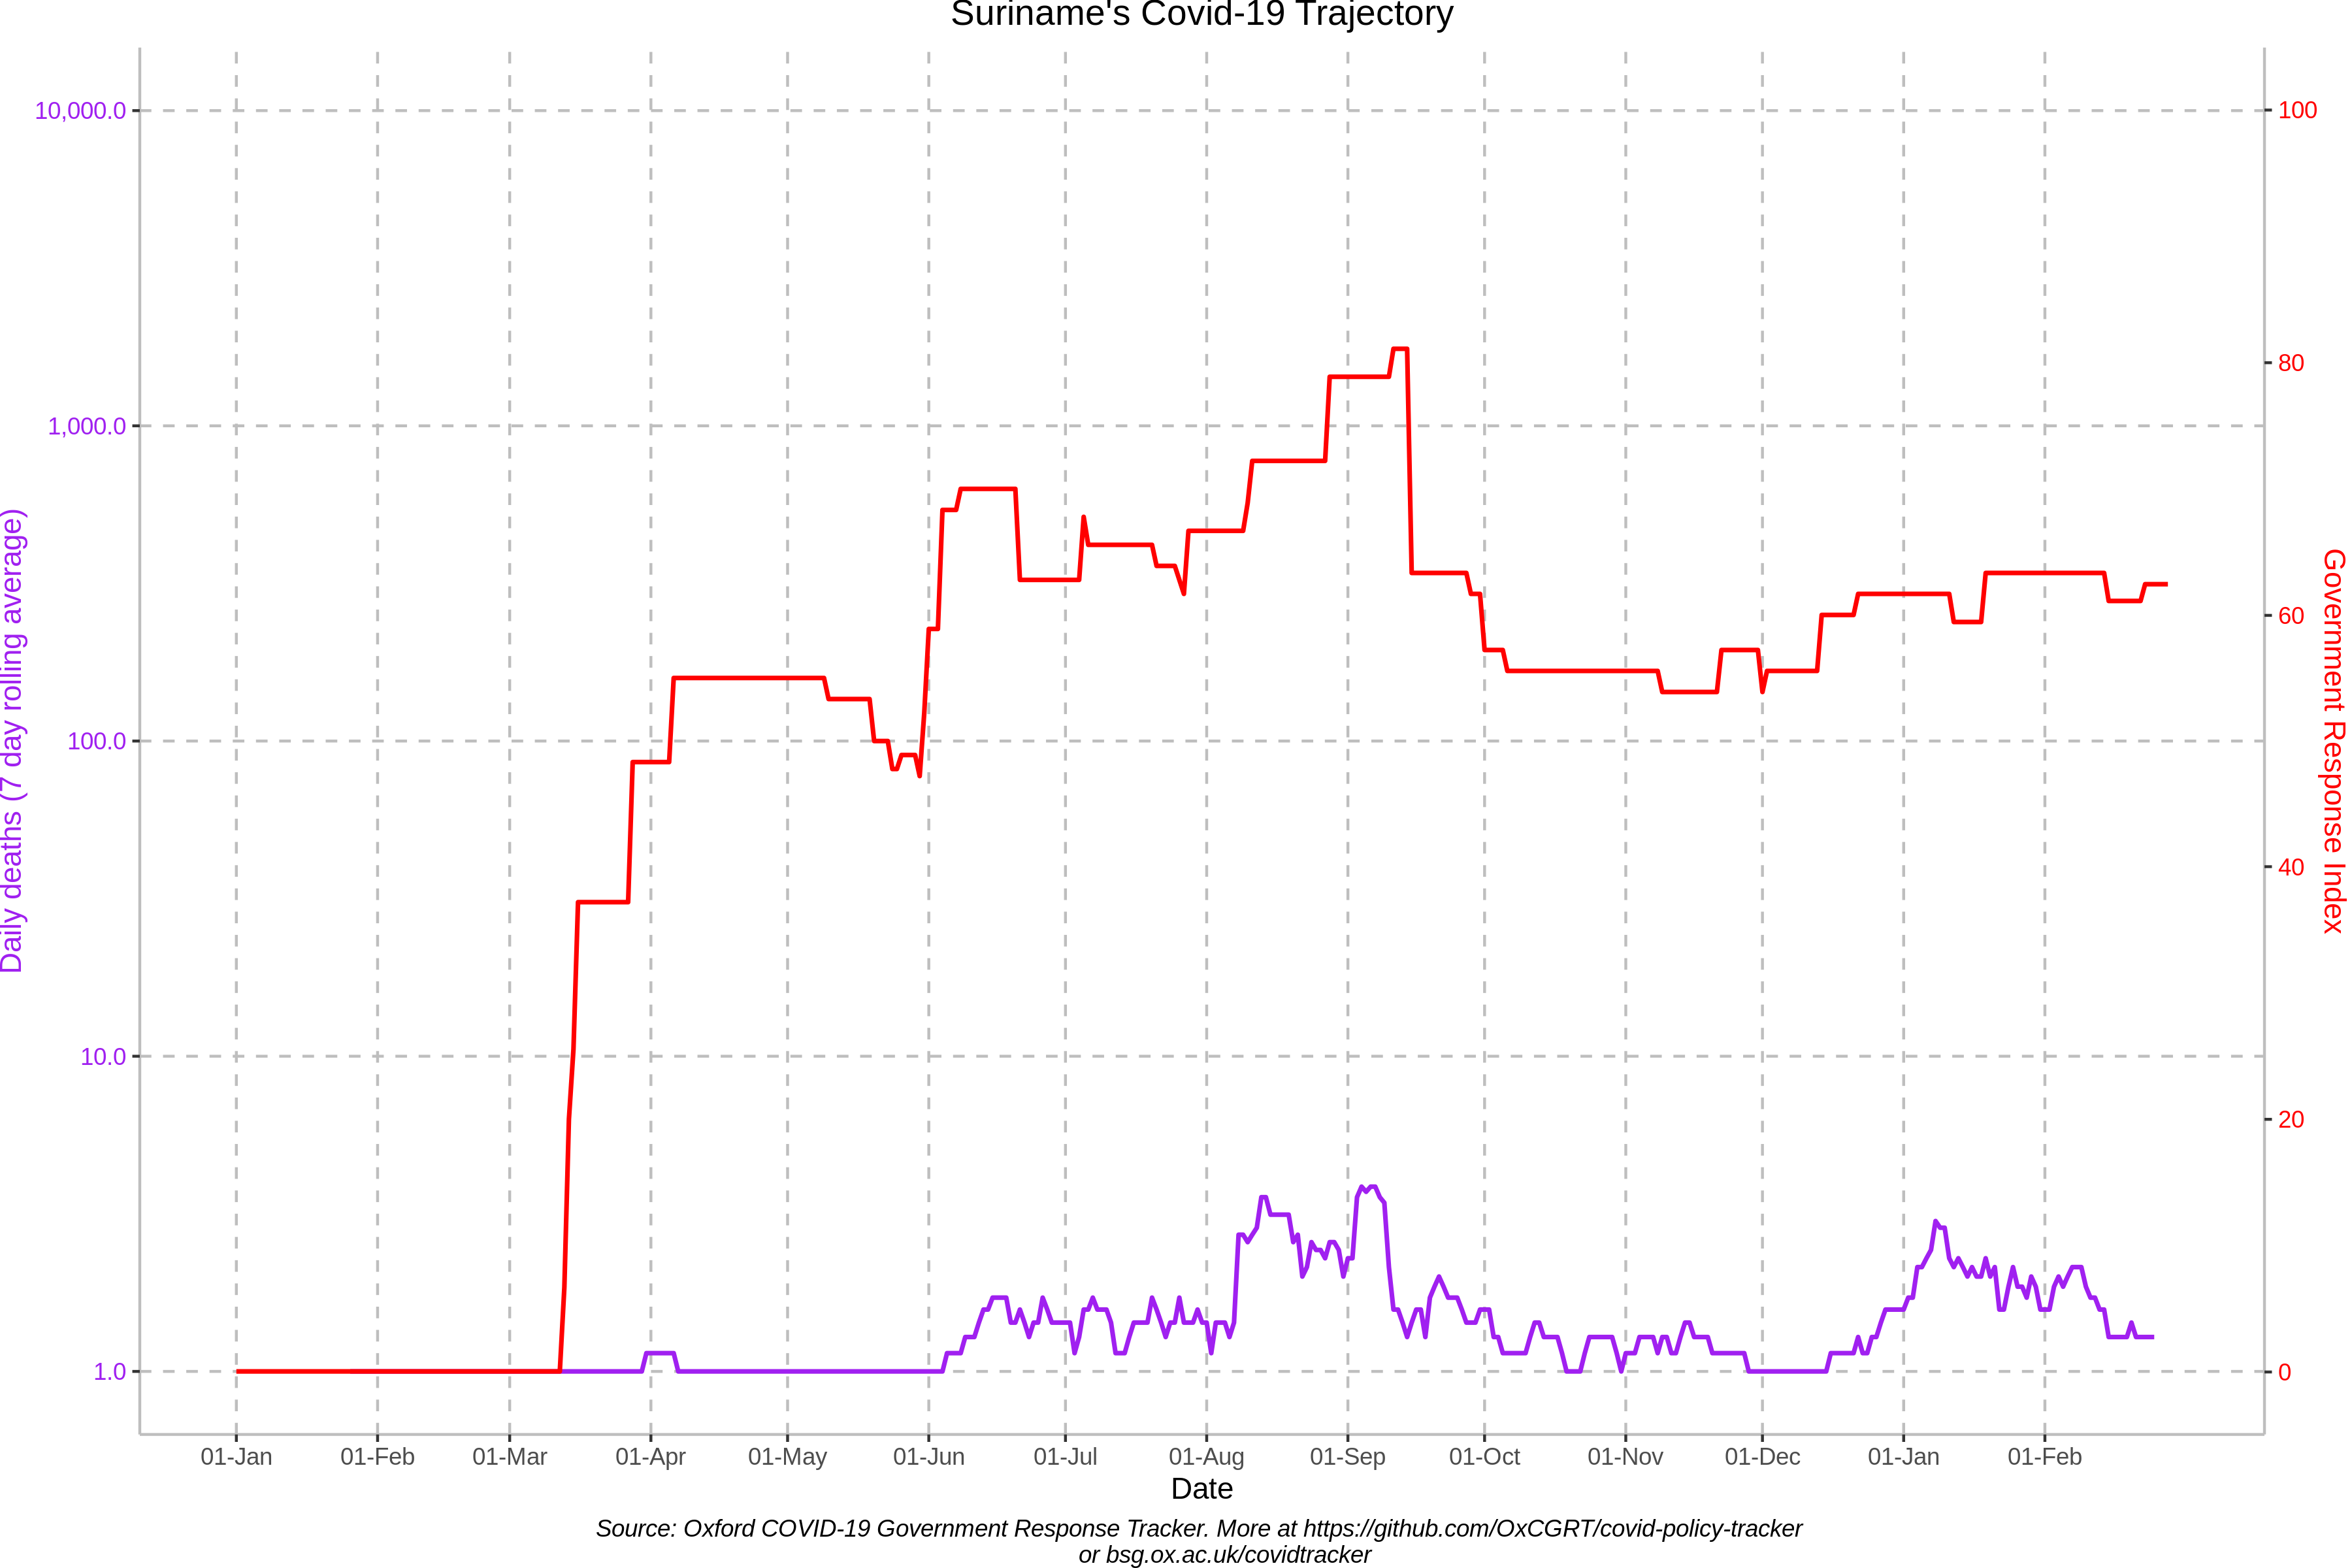 Suriname's Covid-19 Trajectory
10,000.0
1,000.0
100.0
10.0
1.0
Daily deaths (7 day rolling average)
100
80
60
40
20
0
Government Response Index
01-Jan 01-Feb 01-Mar 01-Apr 01-May 01-Jun 01-Jul 01-Aug 01-Sep 01-Oct 01-Nov 01-Dec 01-Jan 01-Feb
Date
Source: Oxford COVID-19 Government Response Tracker. More at https://github.com/OxCGRT/covid-policy-tracker
or bsg.ox.ac.uk/covidtracker